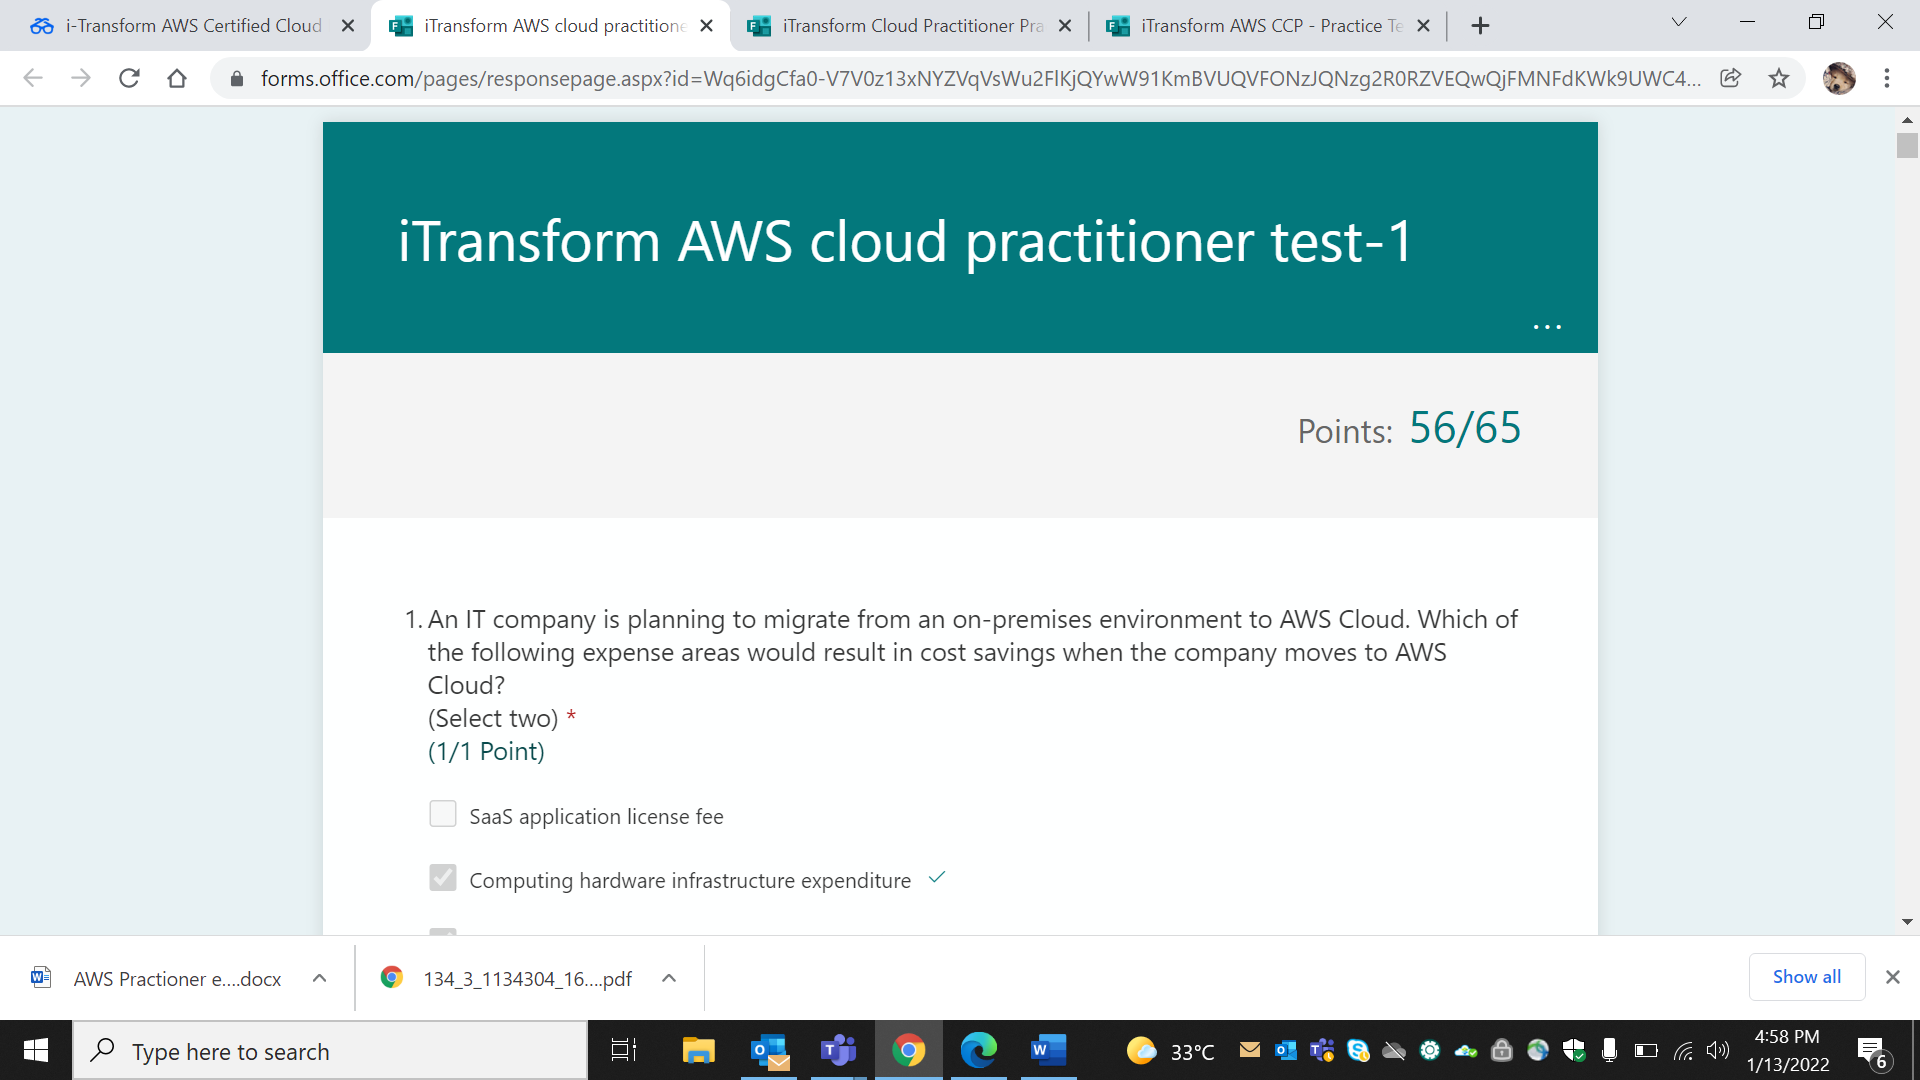 i-Transform AWS Certified Cloud
iTransform AWS cloud practitione
iTransform Cloud Practitioner Pra
iTransform AWS CCP - Practice Te
forms.office.com/pages/responsepage.aspx?id=Wq6idgCfa0-V7V0z13xNYZVqVsWu2FlKjQYwW91KmBVUQVFONzJQNzg2R0RZVEQwQjFMNFdKWk9UWC4...
iTransform AWS cloud practitioner test-1
...
Points: 56/65
1. An IT company is planning to migrate from an on-premises environment to AWS Cloud. Which of
the following expense areas would result in cost savings when the company moves to AWS
Cloud?
(Select two) *
(1/1 Point)
SaaS application license fee
Computing hardware infrastructure expenditure
AWS Practioner e....docx
134_3_1134304_16....pdf
Show all
Type here to search
33°C
4:58 PM
1/13/2022
6